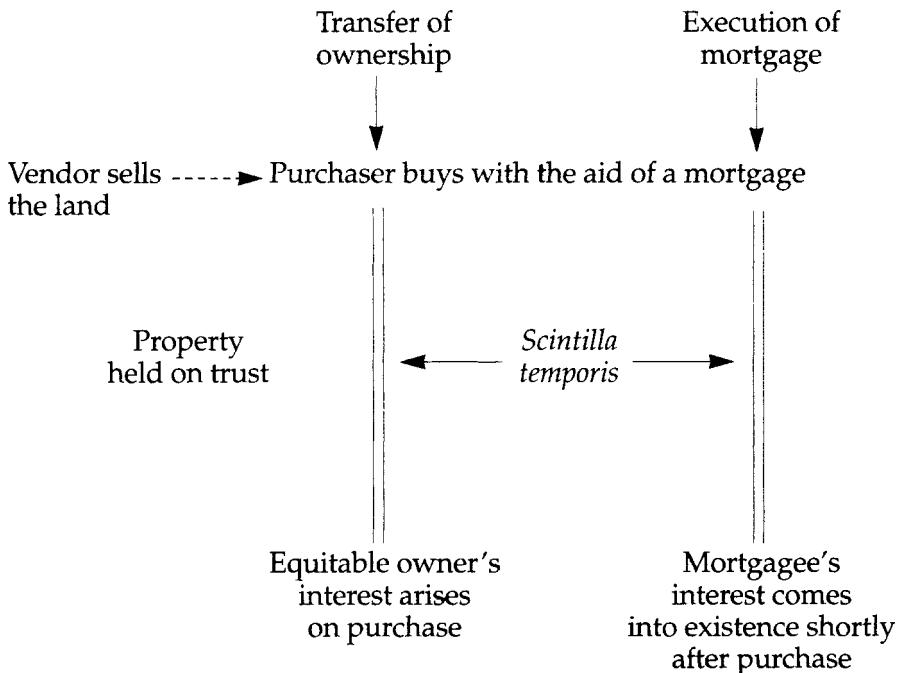 Transfer of
ownership
Execution of
mortgage
Vendor sells
the land
Purchaser buys with the aid of a mortgage
Property
held on trust
Scintilla
temporis
Equitable owner's
interest arises
on purchase
Mortgagee's
interest comes
into existence shortly
after purchase